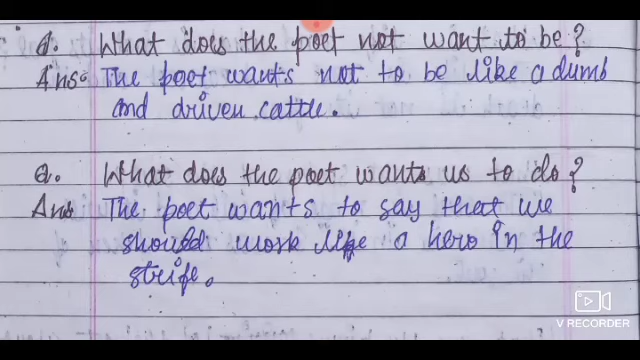 Q. What does the poet not want to be?
Ans: The poet wants not to be like a dumb
and driven cattle.
Q. What does the poet wants us to do?
Ans The poet wants to say that we
should work like a hero in the
strife.
V RECORDER